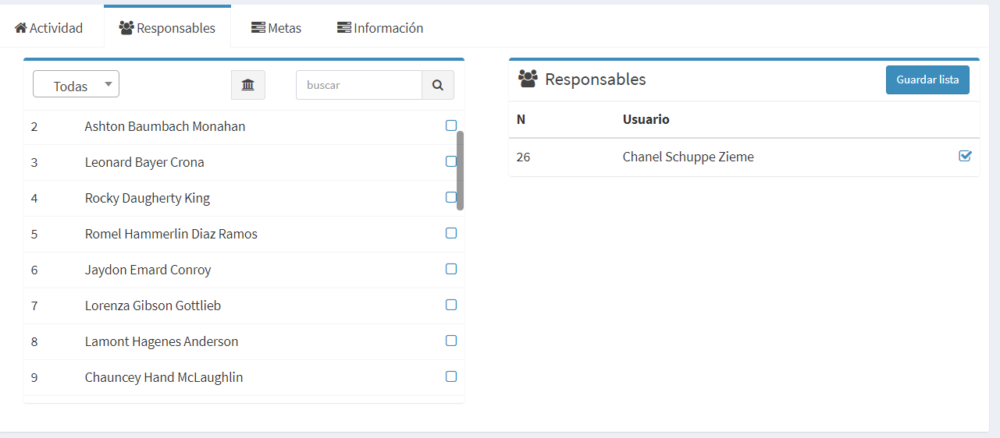 Actividad Responsables Metas Información
Todas buscar
2 Ashton Baumbach Monahan
3 Leonard Bayer Crona
4 Rocky Daugherty King
5 Romel Hammerlin Diaz Ramos
6 Jaydon Emard Conroy
7 Lorenza Gibson Gottlieb
8 Lamont Hagenes Anderson
9 Chauncey Hand McLaughlin
Responsables Guardar lista
N Usuario
26 Chanel Schuppe Zieme